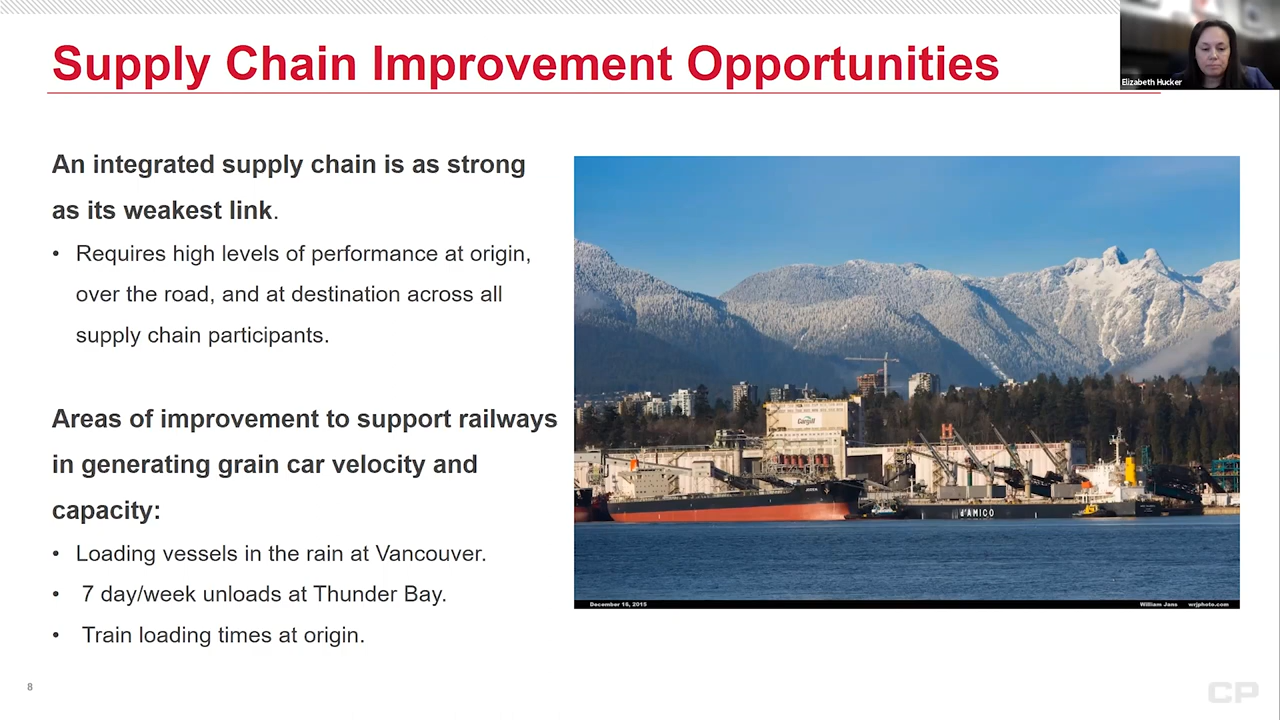 Supply Chain Improvement Opportunities
Elizabeth Hucker
An integrated supply chain is as strong
as its weakest link.
• Requires high levels of performance at origin,
over the road, and at destination across all
supply chain participants.
Areas of improvement to support railways
in generating grain car velocity and
capacity:
• Loading vessels in the rain at Vancouver.
• 7 day/week unloads at Thunder Bay.
• Train loading times at origin.
Cargill
d'AMICO
December 18, 2015
William Jans wrjphoto.com
8
CP